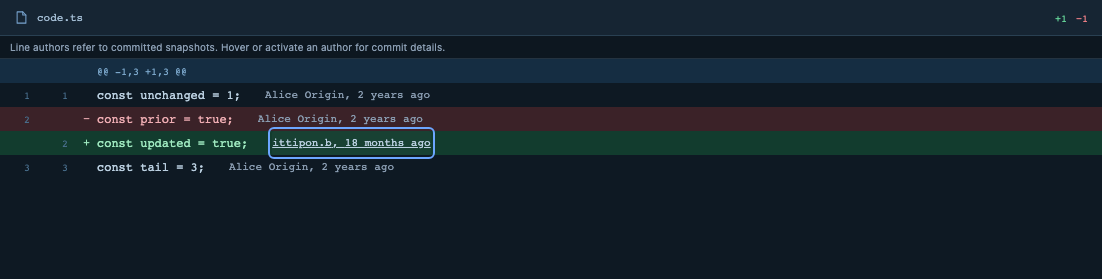 code.ts +1 −1
Line authors refer to committed snapshots. Hover or activate an author for commit details.
@@ -1,3 +1,3 @@
1 1 const unchanged = 1; Alice Origin, 2 years ago
2 - const prior = true; Alice Origin, 2 years ago
2 + const updated = true; ittipon.b, 18 months ago
3 3 const tail = 3; Alice Origin, 2 years ago